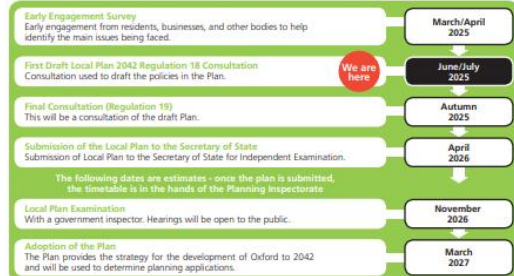 Early Engagement Survey
Early engagement from residents, businesses, and other bodies to help
identify the main issues being faced.
March/April
2025
First Draft Local Plan 2042 Regulation 18 Consultation
Consultation used to draft the policies in the Plan.
We are
here
June/July
2025
Final Consultation (Regulation 19)
This will be a consultation of the draft Plan.
Autumn
2025
Submission of the Local Plan to the Secretary of State
Submission of Local Plan to the Secretary of State for Independent Examination.
April
2026
The following dates are estimates - once the plan is submitted,
the timetable is in the hands of the Planning Inspectorate
Local Plan Examination
With a government inspector. Hearings will be open to the public.
November
2026
Adoption of the Plan
The Plan provides the strategy for the development of Oxford to 2042
and will be used to determine planning applications.
March
2027